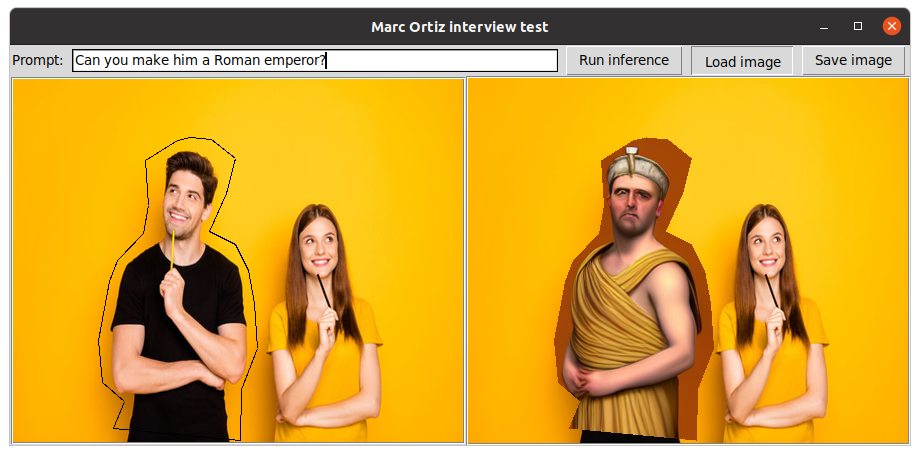 Marc Ortiz interview test
Prompt: Can you make him a Roman emperor? Run inference Load image Save image